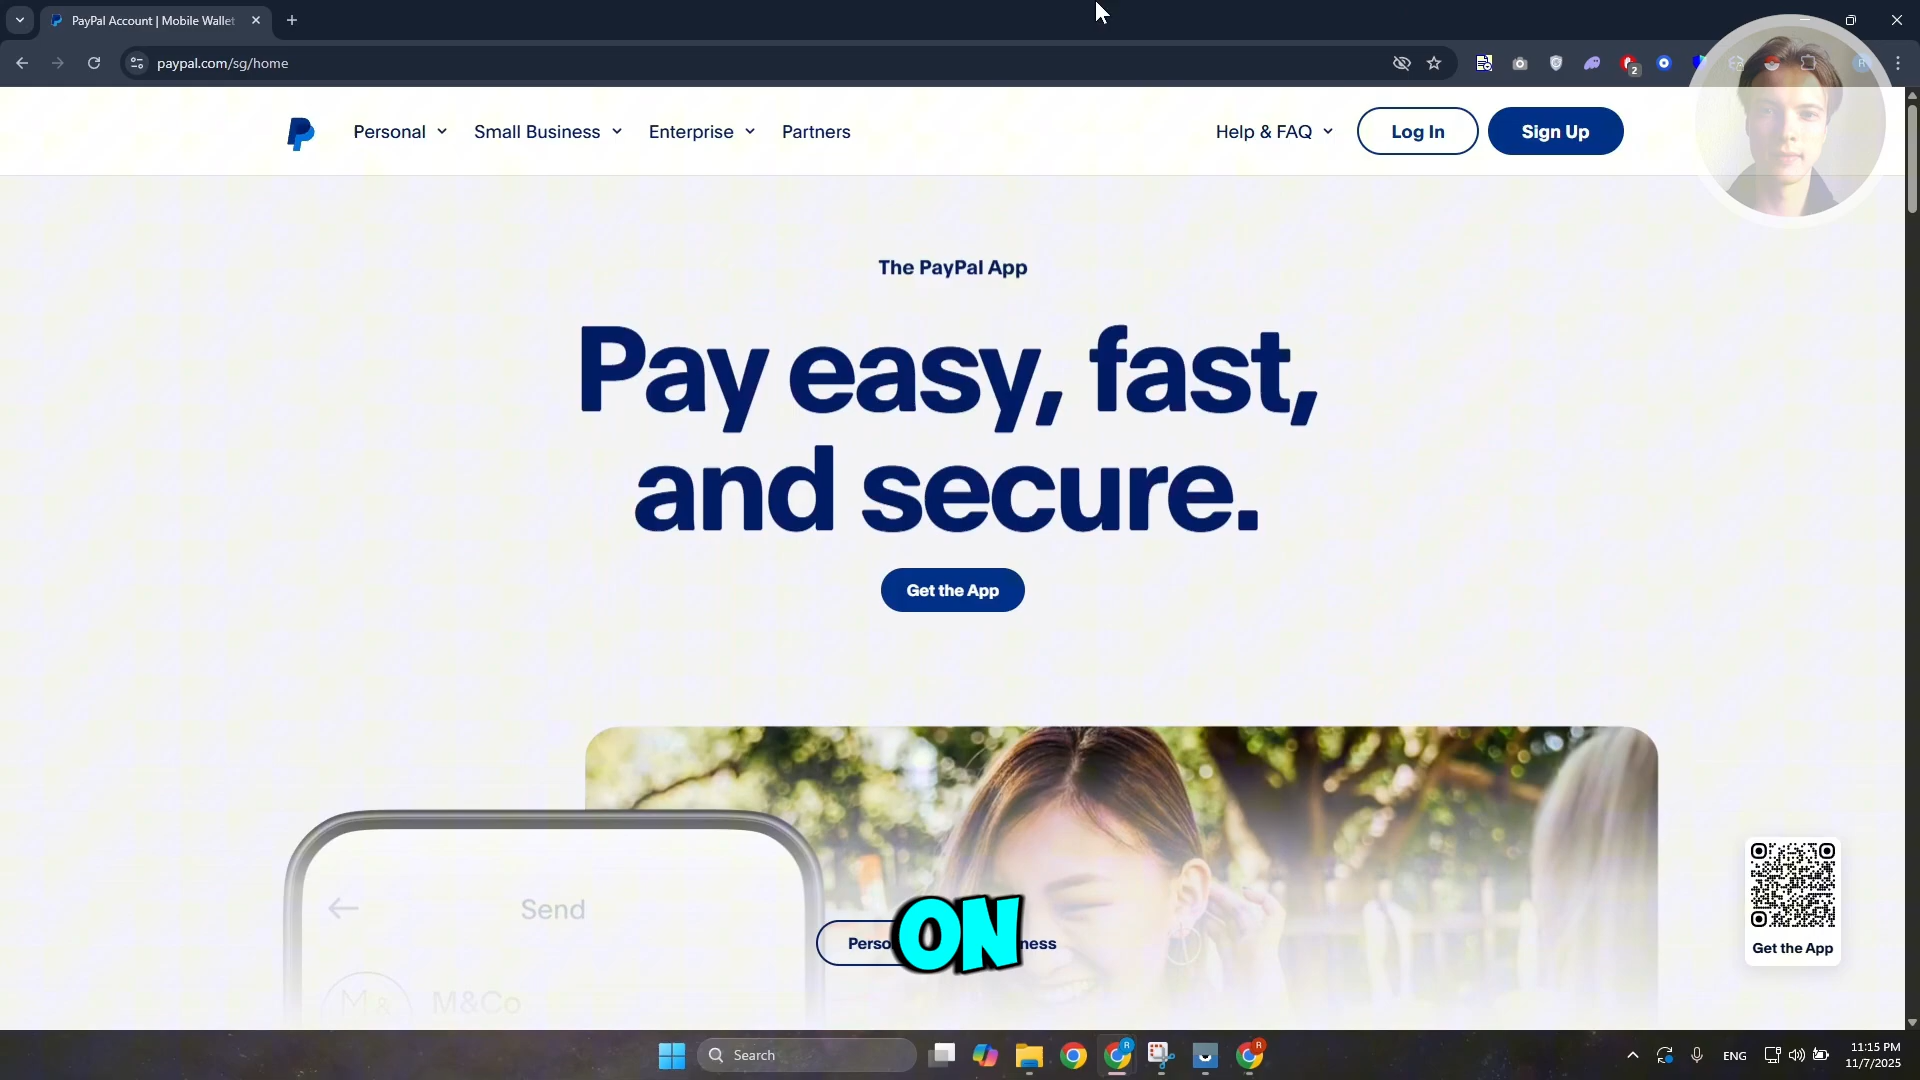 PayPal Account | Mobile Wallet
paypal.com/sg/home
2
R
Personal
Small Business
Enterprise
Partners
Help & FAQ
Log In
Sign Up
The PayPal App
Pay easy, fast,
and secure.
Get the App
Send
ON
M&
M&Co
Get the App
Search
R
R
ENG
11:15 PM
11/7/2025